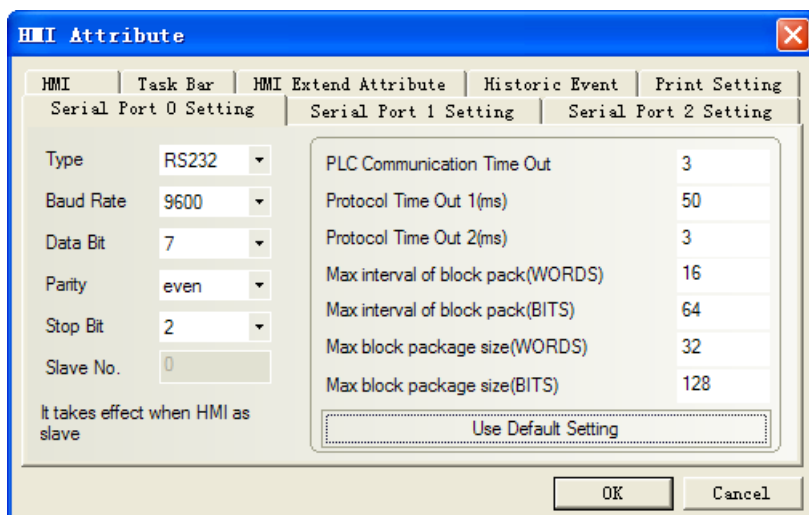 HMI Attribute
HMI
Task Bar
HMI Extend Attribute
Historic Event
Print Setting
Serial Port 0 Setting
Serial Port 1 Setting
Serial Port 2 Setting
Type RS232
Baud Rate 9600
Data Bit 7
Parity even
Stop Bit 2
Slave No. 0
It takes effect when HMI as
slave
PLC Communication Time Out 3
Protocol Time Out 1(ms) 50
Protocol Time Out 2(ms) 3
Max interval of block pack(WORDS) 16
Max interval of block pack(BITS) 64
Max block package size(WORDS) 32
Max block package size(BITS) 128
Use Default Setting
OK
Cancel